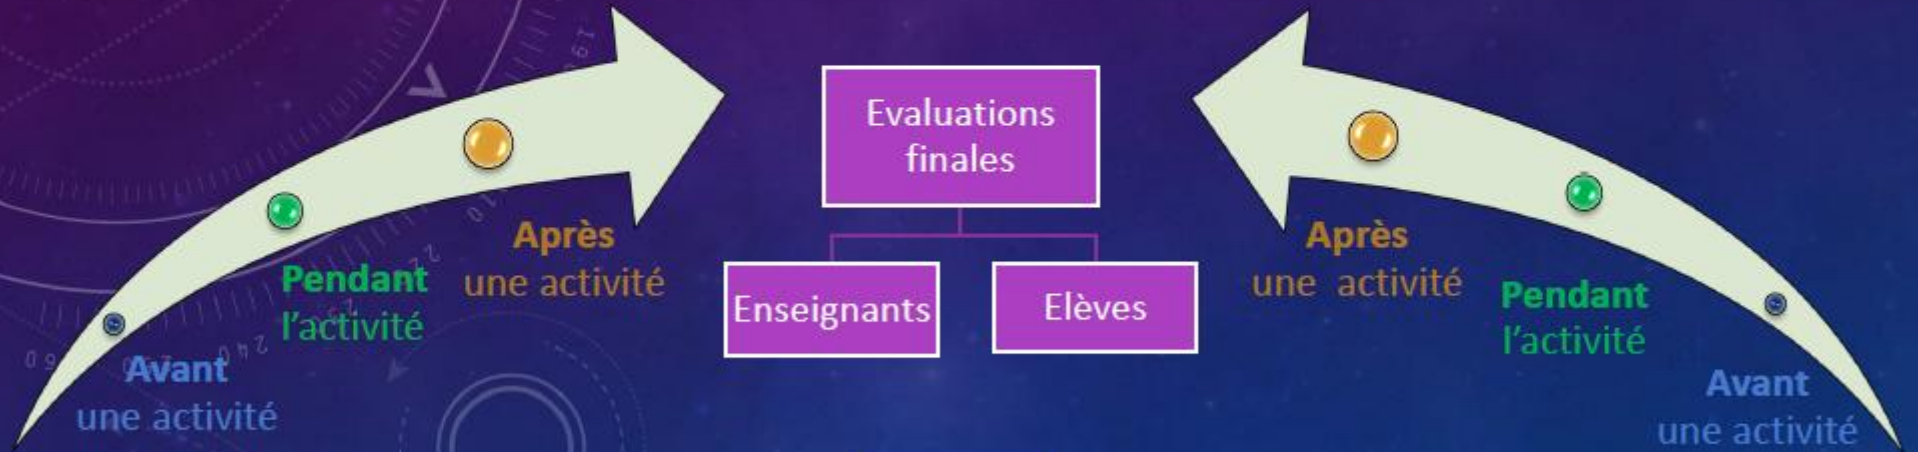 Evaluations
finales
Enseignants
Elèves
Avant
une activité
Pendant
l'activité
Après
une activité
Après
une activité
Pendant
l'activité
Avant
une activité